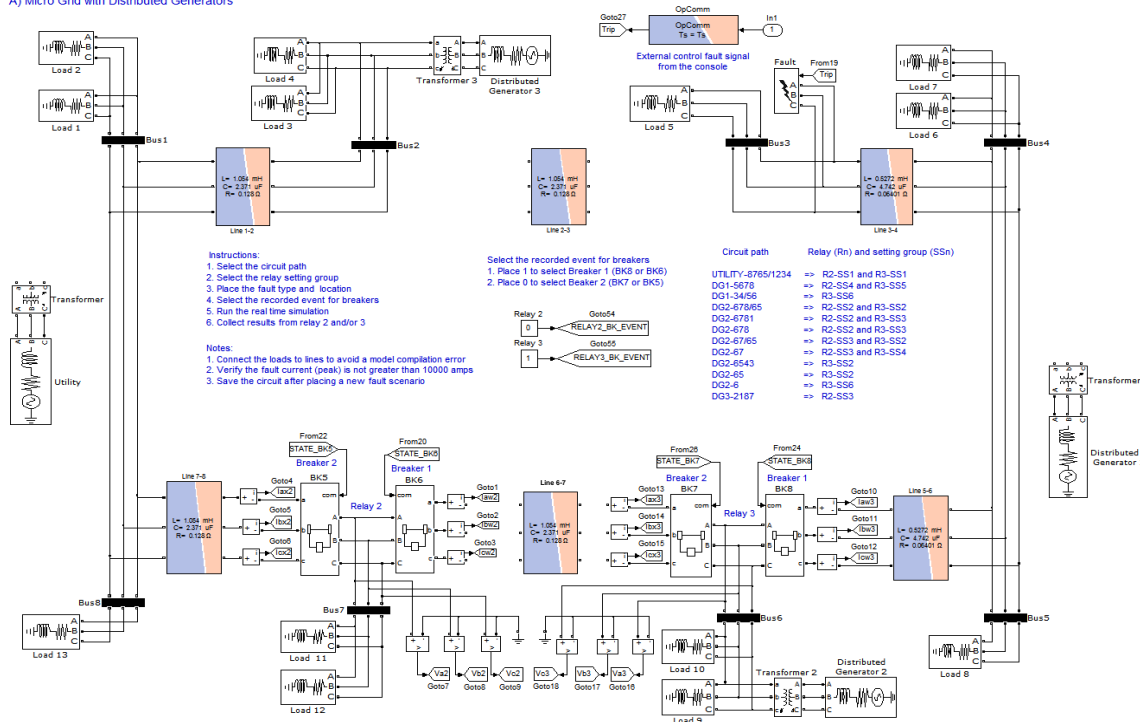 A) Micro Grid with Distributed Generators
Goto27
Trip
OpComm
OpComm
Ts = Ts
In1
1
External control fault signal
from the console
A
B
C
Load 2
A
B
C
Load 1
Bus1
A
B
C
Load 4
A
B
C
Load 3
a
b
c
A
B
C
Transformer 3
A
B
C
Distributed
Generator 3
Bus2
A
B
C
Load 5
Fault
A
B
C
From19
Trip
Bus3
A
B
C
Load 7
A
B
C
Load 6
Bus4
L= 1.054 mH
C= 2.371 uF
R= 0.128 Ω
Line 1-2
L= 1.054 mH
C= 2.371 uF
R= 0.128 Ω
Line 2-3
L= 0.5272 mH
C= 4.742 uF
R= 0.06401 Ω
Line 3-4
Instructions:
1. Select the circuit path
2. Select the relay setting group
3. Place the fault type and location
4. Select the recorded event for breakers
5. Run the real time simulation
6. Collect results from relay 2 and/or 3
Notes:
1. Connect the loads to lines to avoid a model compilation error
2. Verify the fault current (peak) is not greater than 10000 amps
3. Save the circuit after placing a new fault scenario
Select the recorded event for breakers
1. Place 1 to select Breaker 1 (BK8 or BK6)
2. Place 0 to select Beaker 2 (BK7 or BK5)
Relay 2
0
Goto54
RELAY2_BK_EVENT
Relay 3
1
Goto55
RELAY3_BK_EVENT
Circuit path Relay (Rn) and setting group (SSn)
UTILITY-8765/1234 => R2-SS1 and R3-SS1
DG1-5678 => R2-SS4 and R3-SS5
DG1-34/56 => R3-SS6
DG2-678/65 => R2-SS2 and R3-SS2
DG2-6781 => R2-SS2 and R3-SS3
DG2-678 => R2-SS2 and R3-SS3
DG2-67/65 => R2-SS3 and R3-SS2
DG2-67 => R2-SS3 and R3-SS4
DG2-6543 => R3-SS2
DG2-65 => R3-SS2
DG2-6 => R3-SS6
DG3-2187 => R2-SS3
a b c
Transformer
A B C
A B C
Utility
a b c
Transformer
A B C
A B C
Distributed
Generator
From22
STATE_BK5
Breaker 2
From20
STATE_BK6
Breaker 1
From26
STATE_BK7
Breaker 2
From24
STATE_BK8
Breaker 1
Line 7-8
L= 1.054 mH
C= 2.371 uF
R= 0.128 Ω
Goto4
Iax2
Goto5
Ibx2
Goto6
Icx2
BK5
com
a
b
c
A
B
C
Relay 2
BK6
com
A
B
C
a
b
c
Goto1
Iaw2
Goto2
Ibw2
Goto3
Icw2
Line 6-7
L= 1.054 mH
C= 2.371 uF
R= 0.128 Ω
Goto13
Iax3
Goto14
Ibx3
Goto15
Icx3
BK7
com
a
b
c
A
B
C
Relay 3
BK8
com
A
B
C
a
b
c
Goto10
Iaw3
Goto11
Ibw3
Goto12
Icw3
Line 5-6
L= 0.5272 mH
C= 4.742 uF
R= 0.06401 Ω
Bus8
A
B
C
Load 13
Bus7
A
B
C
Load 11
A
B
C
Load 12
Va2
Goto7
Vb2
Goto8
Vc2
Goto9
Vc3
Goto18
Vb3
Goto17
Va3
Goto16
Bus6
A
B
C
Load 10
A
B
C
Load 9
Transformer 2
a
b
c
A
B
C
Distributed
Generator 2
A
B
C
Bus5
A
B
C
Load 8